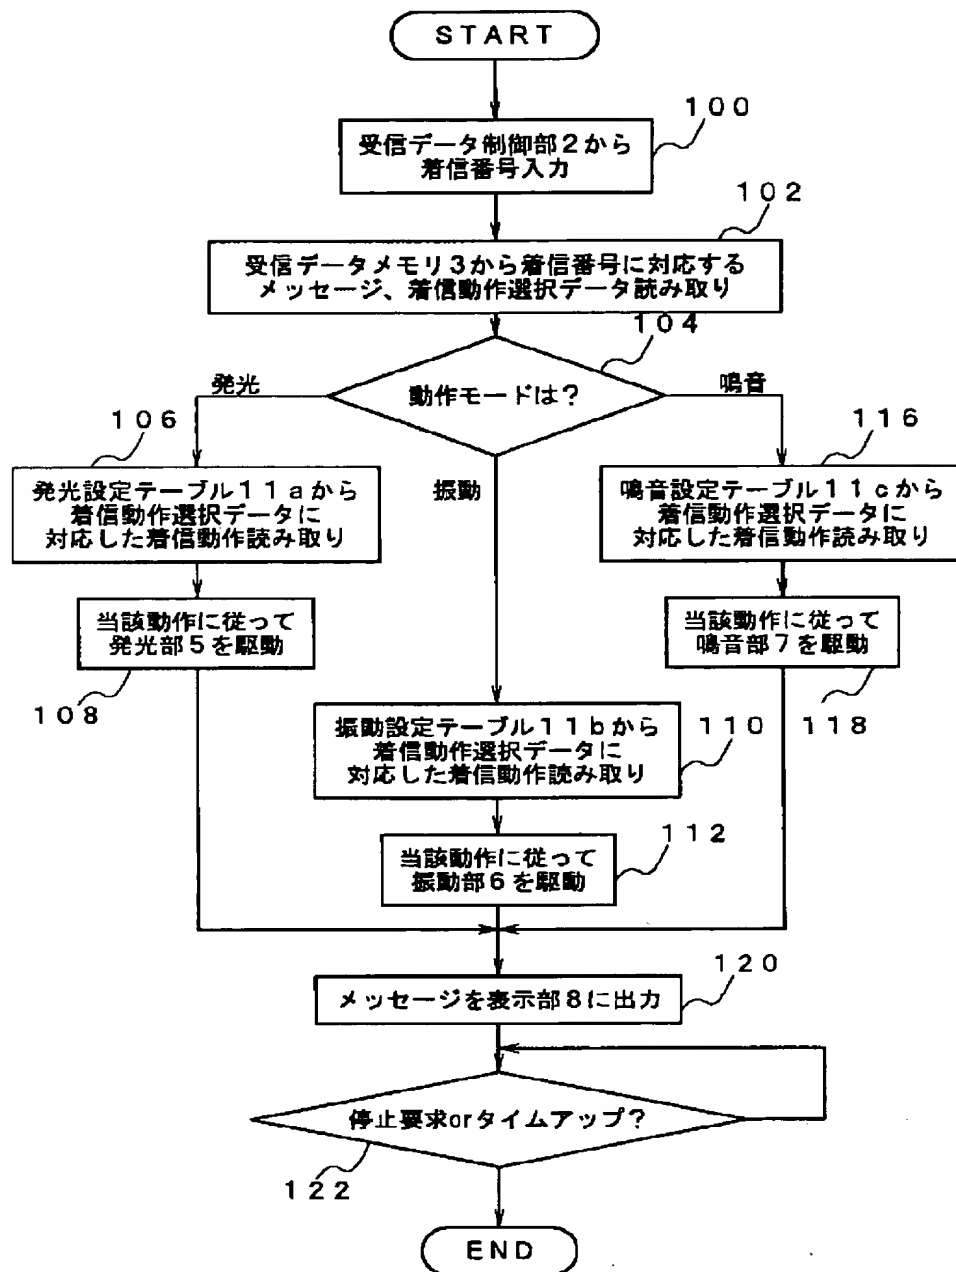 START
100
受信データ制御部2から
着信番号入力
102
受信データメモリ3から着信番号に対応する
メッセージ、着信動作選択データ読み取り
104
動作モードは?
発光
鳴音
振動
106
発光設定テーブル11aから
着信動作選択データに
対応した着信動作読み取り
116
鳴音設定テーブル11cから
着信動作選択データに
対応した着信動作読み取り
当該動作に従って
発光部5を駆動
108
当該動作に従って
鳴音部7を駆動
118
振動設定テーブル11bから
着信動作選択データに
対応した着信動作読み取り
110
当該動作に従って
振動部6を駆動
112
120
メッセージを表示部8に出力
停止要求orタイムアップ?
122
END